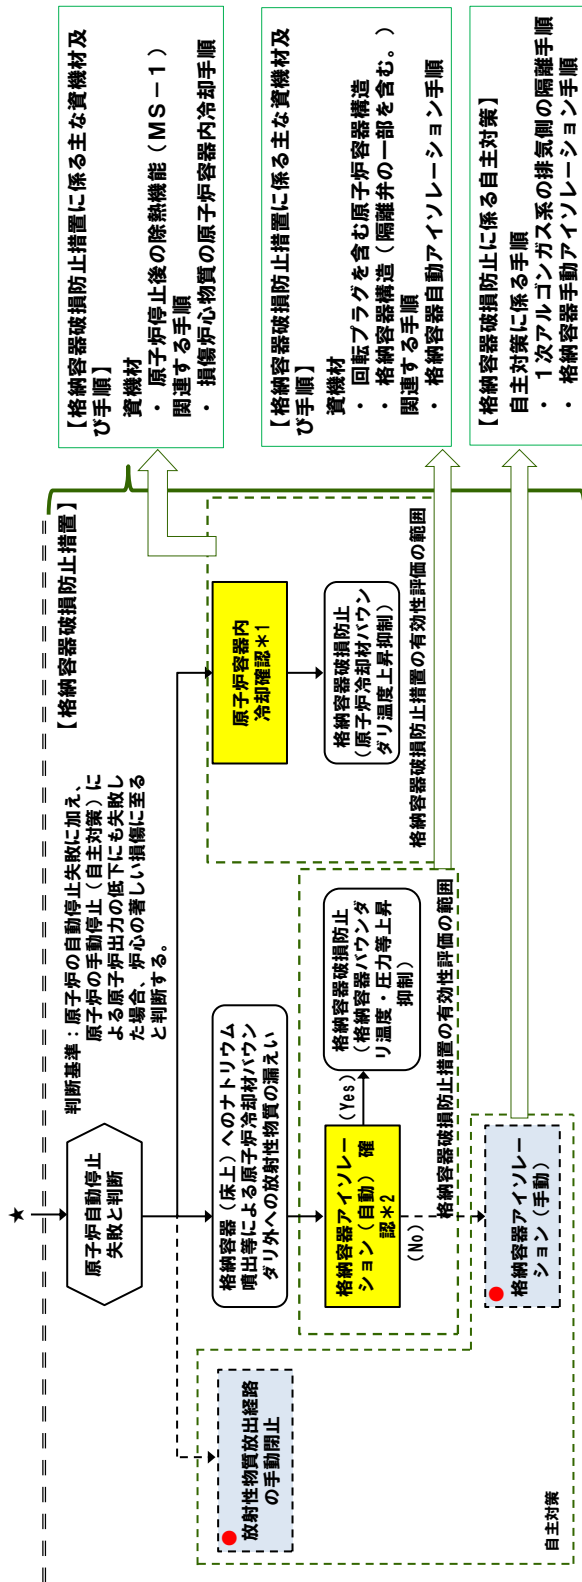 ★
【格納容器破損防止措置】
原子炉自動停止
失敗と判断
判断基準：原子炉の自動停止失敗に加え、
原子炉の手動停止（自主対策）に
よる原子炉出力の低下にも失敗し
た場合、炉心の著しい損傷に至る
と判断する。
● 放射性物質放出経路
の手動閉止
格納容器（床上）へのナトリウム
噴出等による原子炉冷却材バウン
ダリ外への放射性物質の漏えい
原子炉容器内
冷却確認＊1
格納容器アイソレー
ション（自動）確
認＊2
(Yes)
(No)
格納容器破損防止
（格納容器バウンダ
リ温度・圧力等上昇
抑制）
格納容器破損防止
（原子炉冷却材バウン
ダリ温度上昇抑制）
格納容器破損防止措置の有効性評価の範囲
格納容器破損防止措置の有効性評価の範囲
● 格納容器アイソレー
ション（手動）
自主対策
【格納容器破損防止措置に係る主な資機材及
び手順】
資機材
・ 原子炉停止後の除熱機能（ＭＳ－１）
関連する手順
・ 損傷炉心物質の原子炉容器内冷却手順
【格納容器破損防止措置に係る主な資機材及
び手順】
資機材
・ 回転プラグを含む原子炉容器構造
・ 格納容器構造（隔離弁の一部を含む。）
関連する手順
・ 格納容器自動アイソレーション手順
【格納容器破損防止に係る自主対策】
自主対策に係る手順
・ １次アルゴンガス系の排気側の隔離手順
・ 格納容器手動アイソレーション手順